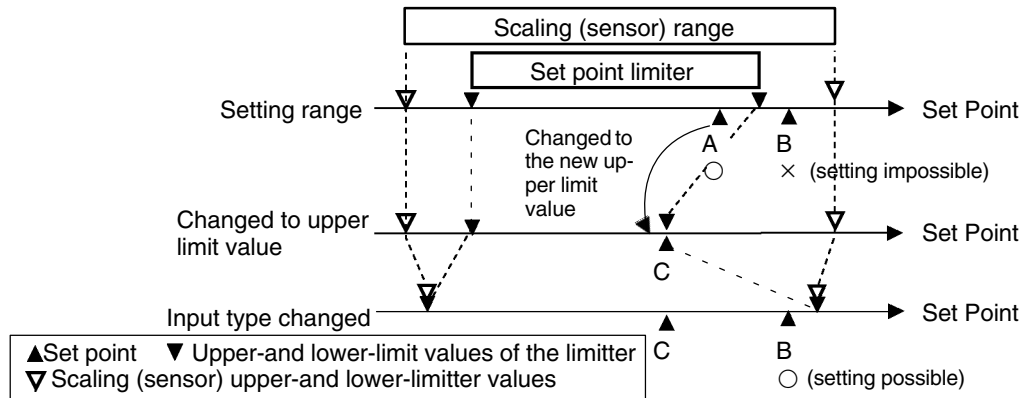 Scaling (sensor) range
Set point limiter
Setting range
Set Point
Changed to
the new up-
per limit
value
A
B
○
× (setting impossible)
Changed to upper
limit value
Set Point
C
Input type changed
Set Point
C
B
○ (setting possible)
▲Set point ▼ Upper-and lower-limit values of the limitter
▽ Scaling (sensor) upper-and lower-limitter values